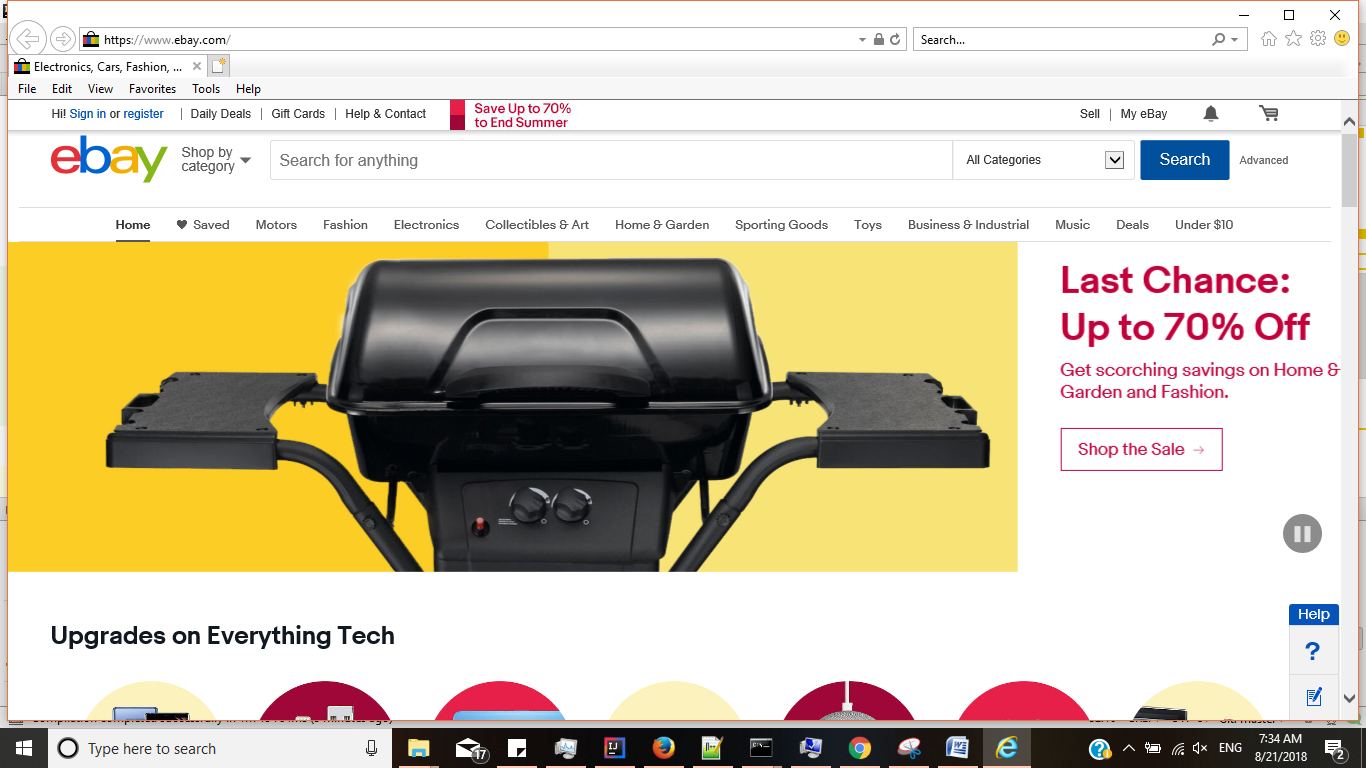 https://www.ebay.com/
Search...
Electronics, Cars, Fashion, ...
File Edit View Favorites Tools Help
Hi! Sign in or register | Daily Deals | Gift Cards | Help & Contact
Save Up to 70%
to End Summer
Sell | My eBay
ebay
Shop by
category
Search for anything
All Categories
Search
Advanced
Home Saved Motors Fashion Electronics Collectibles & Art Home & Garden Sporting Goods Toys Business & Industrial Music Deals Under $10
Last Chance:
Up to 70% Off
Get scorching savings on Home &
Garden and Fashion.
Shop the Sale →
Help
?
Upgrades on Everything Tech
Type here to search
17
ENG
7:34 AM
8/21/2018
2